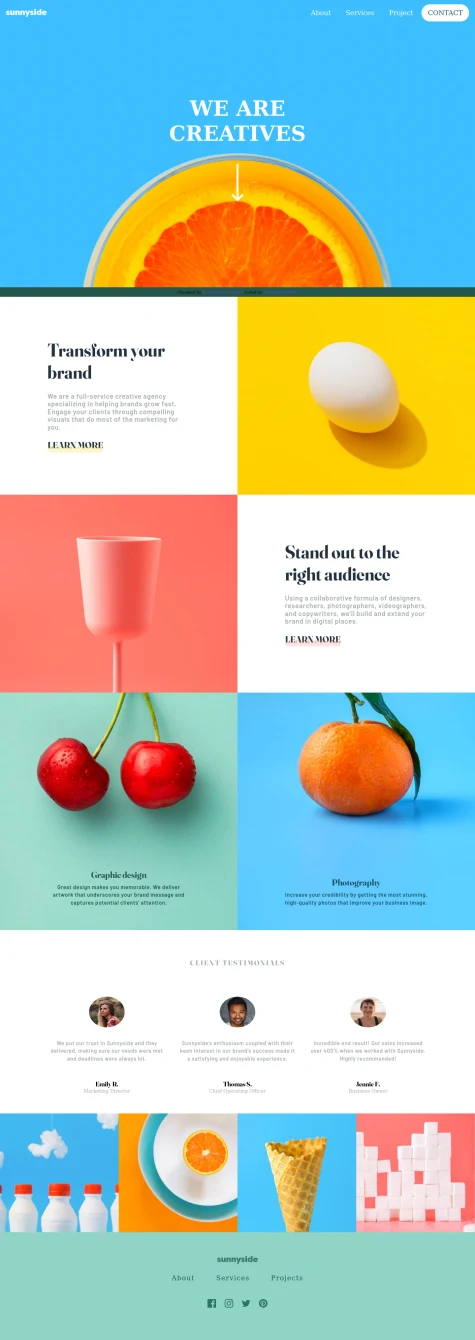 sunnyside
About Services Project CONTACT
WE ARE
CREATIVES
Transform your
brand
We are a full-service creative agency
specializing in helping brands grow fast.
Engage your clients through compelling
visuals that do most of the marketing for
you.
LEARN MORE
Stand out to the
right audience
Using a collaborative formula of designers,
researchers, photographers, videographers,
and copywriters, we'll build and extend your
brand in digital places.
LEARN MORE
Graphic design
Great design makes you memorable. We deliver
artwork that underscores your brand message and
captures potential clients' attention.
Photography
Increase your credibility by getting the most stunning,
high-quality photos that improve your business image.
CLIENT TESTIMONIALS
We put our trust in Sunnyside and they
delivered, making sure our needs were met
and deadlines were always hit.
Emily R.
Marketing Director
Sunnyside's enthusiasm coupled with their
keen interest in our brand's success made it
a satisfying and enjoyable experience.
Thomas S.
Chief Operating Officer
Incredible end result! Our sales increased
over 400% when we worked with Sunnyside.
Highly recommended!
Jennie F.
Business Owner
sunnyside
About Services Projects